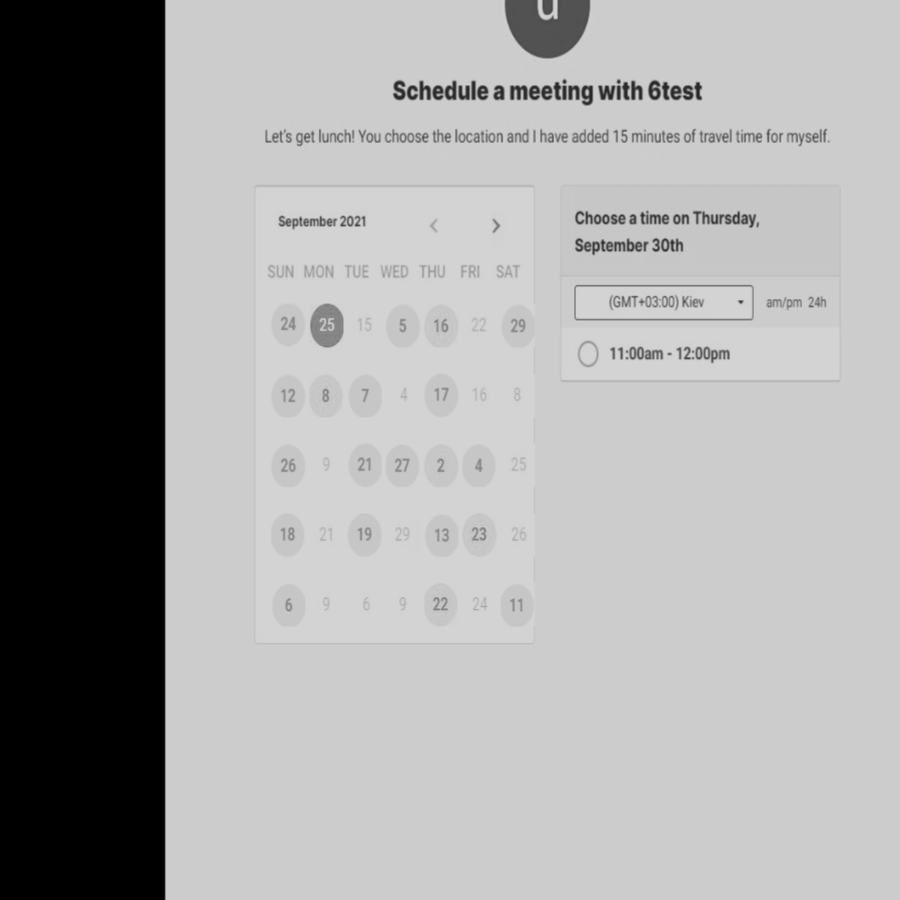 u
Schedule a meeting with 6test
Let's get lunch! You choose the location and I have added 15 minutes of travel time for myself.
September 2021
SUN MON TUE WED THU FRI SAT
24 25 15 5 16 22 29
12 8 7 4 17 16 8
26 9 21 27 2 4 25
18 21 19 29 13 23 26
6 9 6 9 22 24 11
Choose a time on Thursday,
September 30th
(GMT+03:00) Kiev am/pm 24h
11:00am - 12:00pm